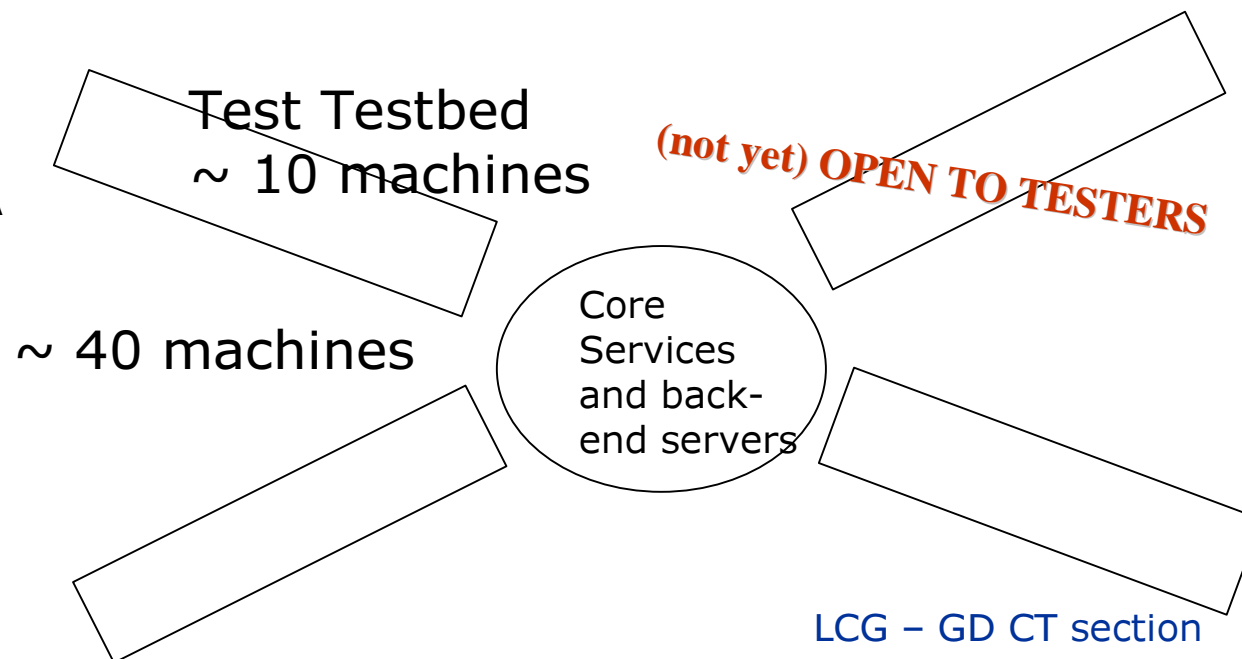 Test Testbed
~ 10 machines
(not yet) OPEN TO TESTERS
~ 40 machines
Core
Services
and back-
end servers
LCG – GD CT section